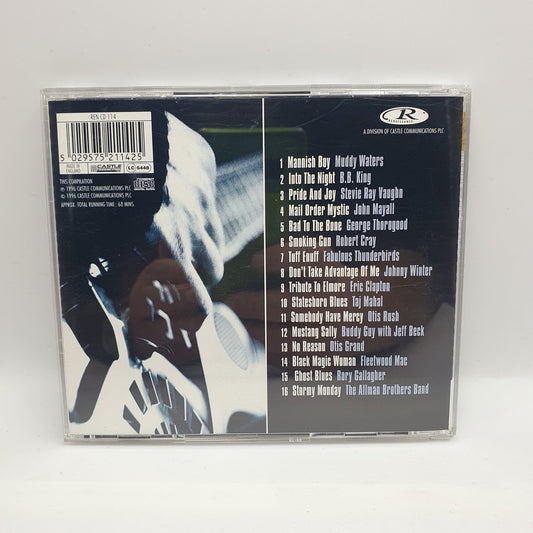 REN CD 114
5 029575 211425
MADE IN
ENGLAND
CASTLE
LC 6448
THIS COMPILATION
℗ 1996 CASTLE COMMUNICATIONS PLC
© 1996 CASTLE COMMUNICATIONS PLC
APPROX. TOTAL RUNNING TIME : 60 MINS.
R
RENAISSANCE
A DIVISION OF CASTLE COMMUNICATIONS PLC
1 Mannish Boy Muddy Waters
2 Into The Night B.B. King
3 Pride And Joy Stevie Ray Vaughn
4 Mail Order Mystic John Mayall
5 Bad To The Bone George Thorogood
6 Smoking Gun Robert Cray
7 Tuff Enuff Fabulous Thunderbirds
8 Don't Take Advantage Of Me Johnny Winter
9 Tribute To Elmore Eric Clapton
10 Statesboro Blues Taj Mahal
11 Somebody Have Mercy Otis Rush
12 Mustang Sally Buddy Guy with Jeff Beck
13 No Reason Otis Grand
14 Black Magic Woman Fleetwood Mac
15 Ghost Blues Rory Gallagher
16 Stormy Monday The Allman Brothers Band